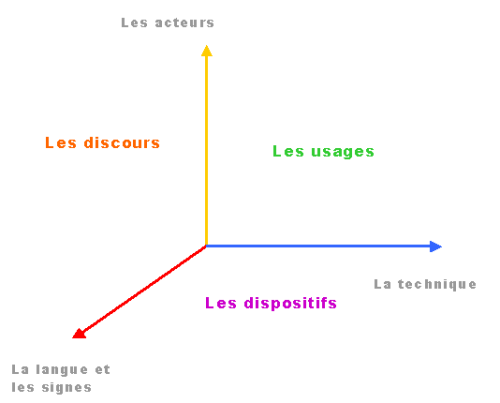 Les acteurs
Les discours
Les usages
La technique
Les dispositifs
La langue et
les signes